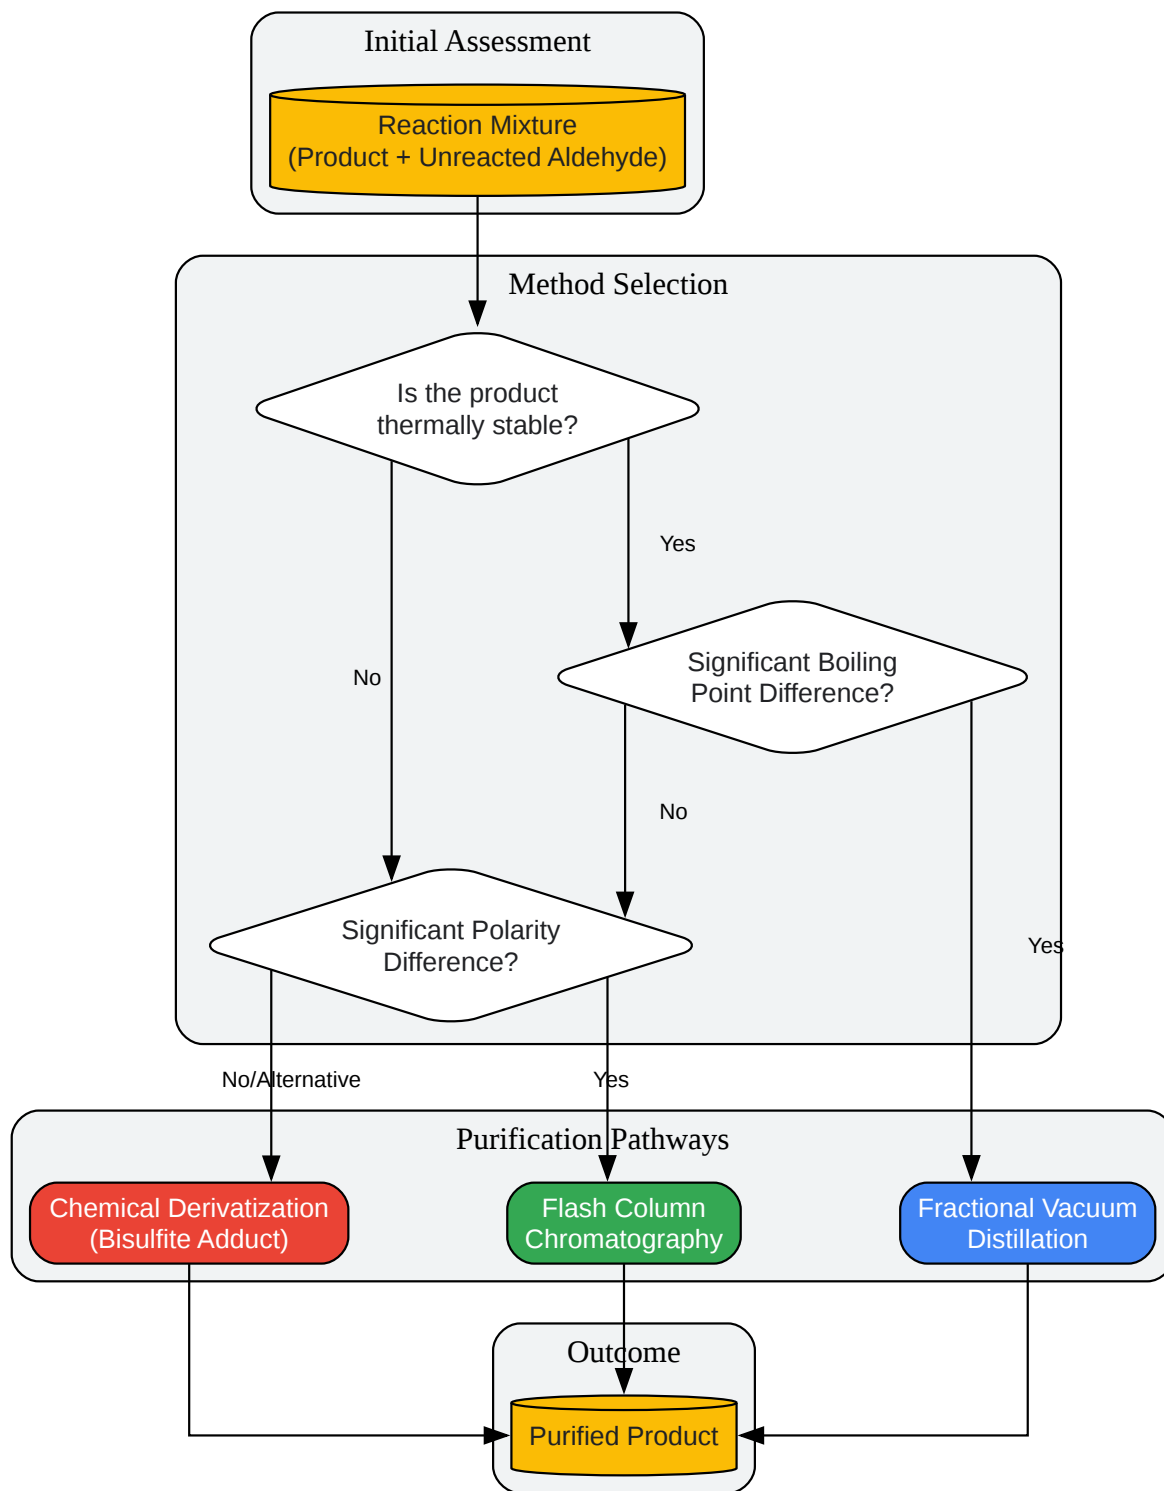 Initial Assessment
Reaction Mixture
(Product + Unreacted Aldehyde)
Method Selection
Is the product
thermally stable?
Yes
Significant Boiling
Point Difference?
No
No
Significant Polarity
Difference?
Yes
No/Alternative
Yes
Purification Pathways
Chemical Derivatization
(Bisulfite Adduct)
Flash Column
Chromatography
Fractional Vacuum
Distillation
Outcome
Purified Product